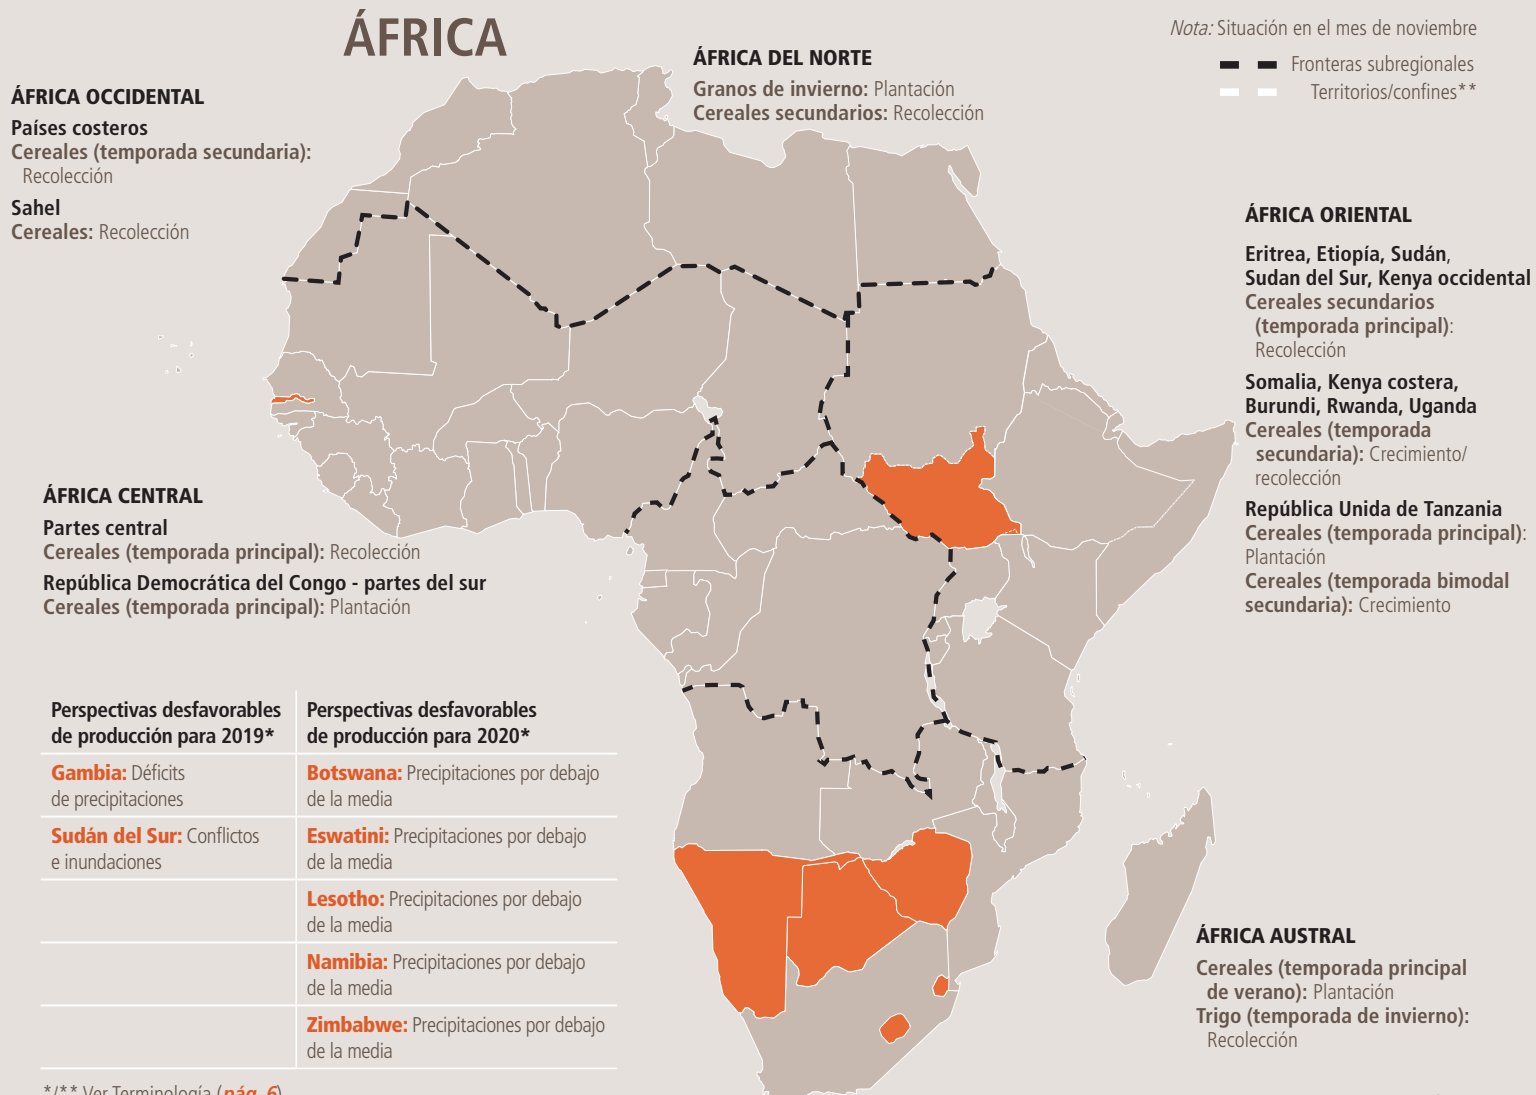 ÁFRICA
Nota: Situación en el mes de noviembre
Fronteras subregionales
Territorios/confines**
ÁFRICA OCCIDENTAL
Países costeros
Cereales (temporada secundaria):
Recolección
Sahel
Cereales: Recolección
ÁFRICA DEL NORTE
Granos de invierno: Plantación
Cereales secundarios: Recolección
ÁFRICA ORIENTAL
Eritrea, Etiopía, Sudán,
Sudan del Sur, Kenya occidental
Cereales secundarios
(temporada principal):
Recolección
Somalia, Kenya costera,
Burundi, Rwanda, Uganda
Cereales (temporada
secundaria): Crecimiento/
recolección
República Unida de Tanzania
Cereales (temporada principal):
Plantación
Cereales (temporada bimodal
secundaria): Crecimiento
ÁFRICA CENTRAL
Partes central
Cereales (temporada principal): Recolección
República Democrática del Congo - partes del sur
Cereales (temporada principal): Plantación
Perspectivas desfavorables
de producción para 2019*
Perspectivas desfavorables
de producción para 2020*
Gambia: Déficits
de precipitaciones
Botswana: Precipitaciones por debajo
de la media
Sudán del Sur: Conflictos
e inundaciones
Eswatini: Precipitaciones por debajo
de la media
Lesotho: Precipitaciones por debajo
de la media
Namibia: Precipitaciones por debajo
de la media
Zimbabwe: Precipitaciones por debajo
de la media
ÁFRICA AUSTRAL
Cereales (temporada principal
de verano): Plantación
Trigo (temporada de invierno):
Recolección
*/** Ver Terminología (pág. 6)